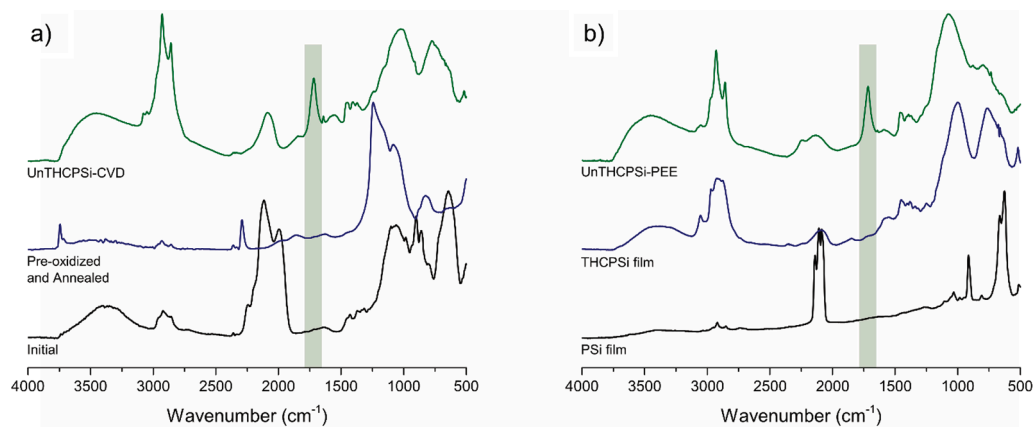 a)
UnTHCPSi-CVD
Pre-oxidized
and Annealed
Initial
4000 3500 3000 2500 2000 1500 1000 500
Wavenumber (cm⁻¹)
b)
UnTHCPSi-PEE
THCPSi film
PSi film
4000 3500 3000 2500 2000 1500 1000 500
Wavenumber (cm⁻¹)